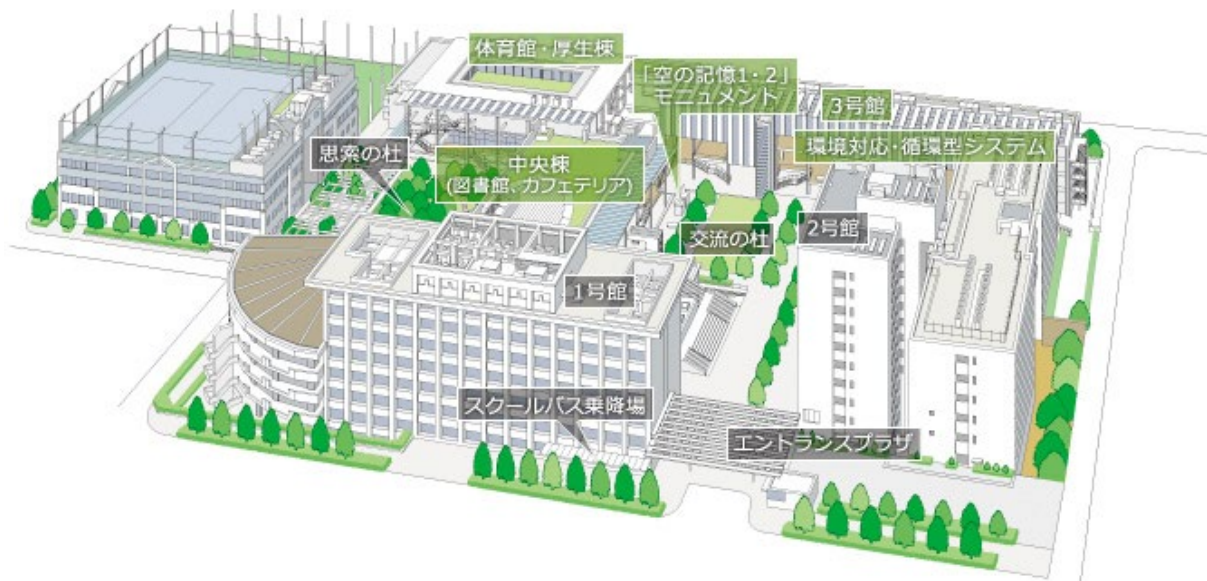 体育館・厚生棟
「空の記憶1・2」
モニュメント
3号館
環境対応・循環型システム
思索の杜
中央棟
(図書館、カフェテリア)
交流の杜
2号館
1号館
スクールバス乗降場
エントランスプラザ